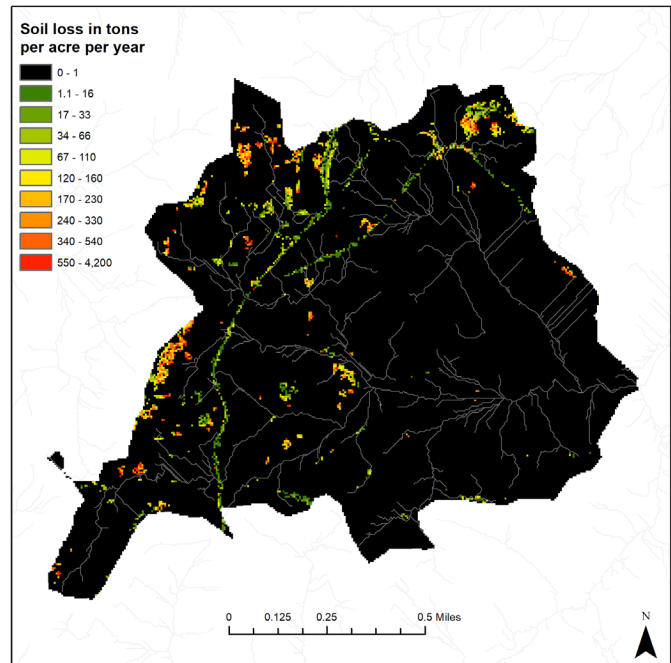 Soil loss in tons
per acre per year
0 - 1
1.1 - 16
17 - 33
34 - 66
67 - 110
120 - 160
170 - 230
240 - 330
340 - 540
550 - 4,200
0 0.125 0.25 0.5 Miles
N